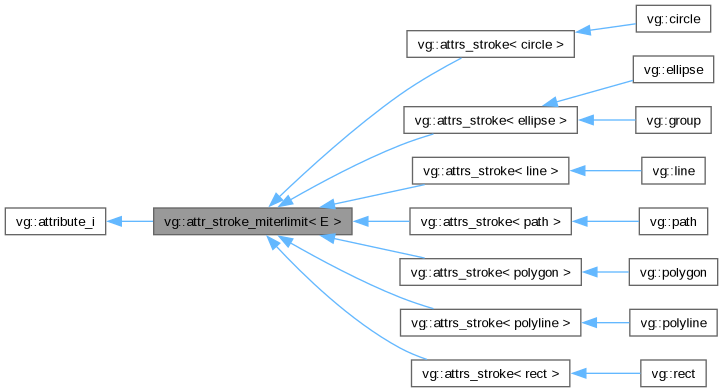 vg::circle
vg::attrs_stroke< circle >
vg::ellipse
vg::attrs_stroke< ellipse >
vg::group
vg::attrs_stroke< line >
vg::line
vg::attribute_i
vg::attr_stroke_miterlimit< E >
vg::attrs_stroke< path >
vg::path
vg::attrs_stroke< polygon >
vg::polygon
vg::attrs_stroke< polyline >
vg::polyline
vg::attrs_stroke< rect >
vg::rect